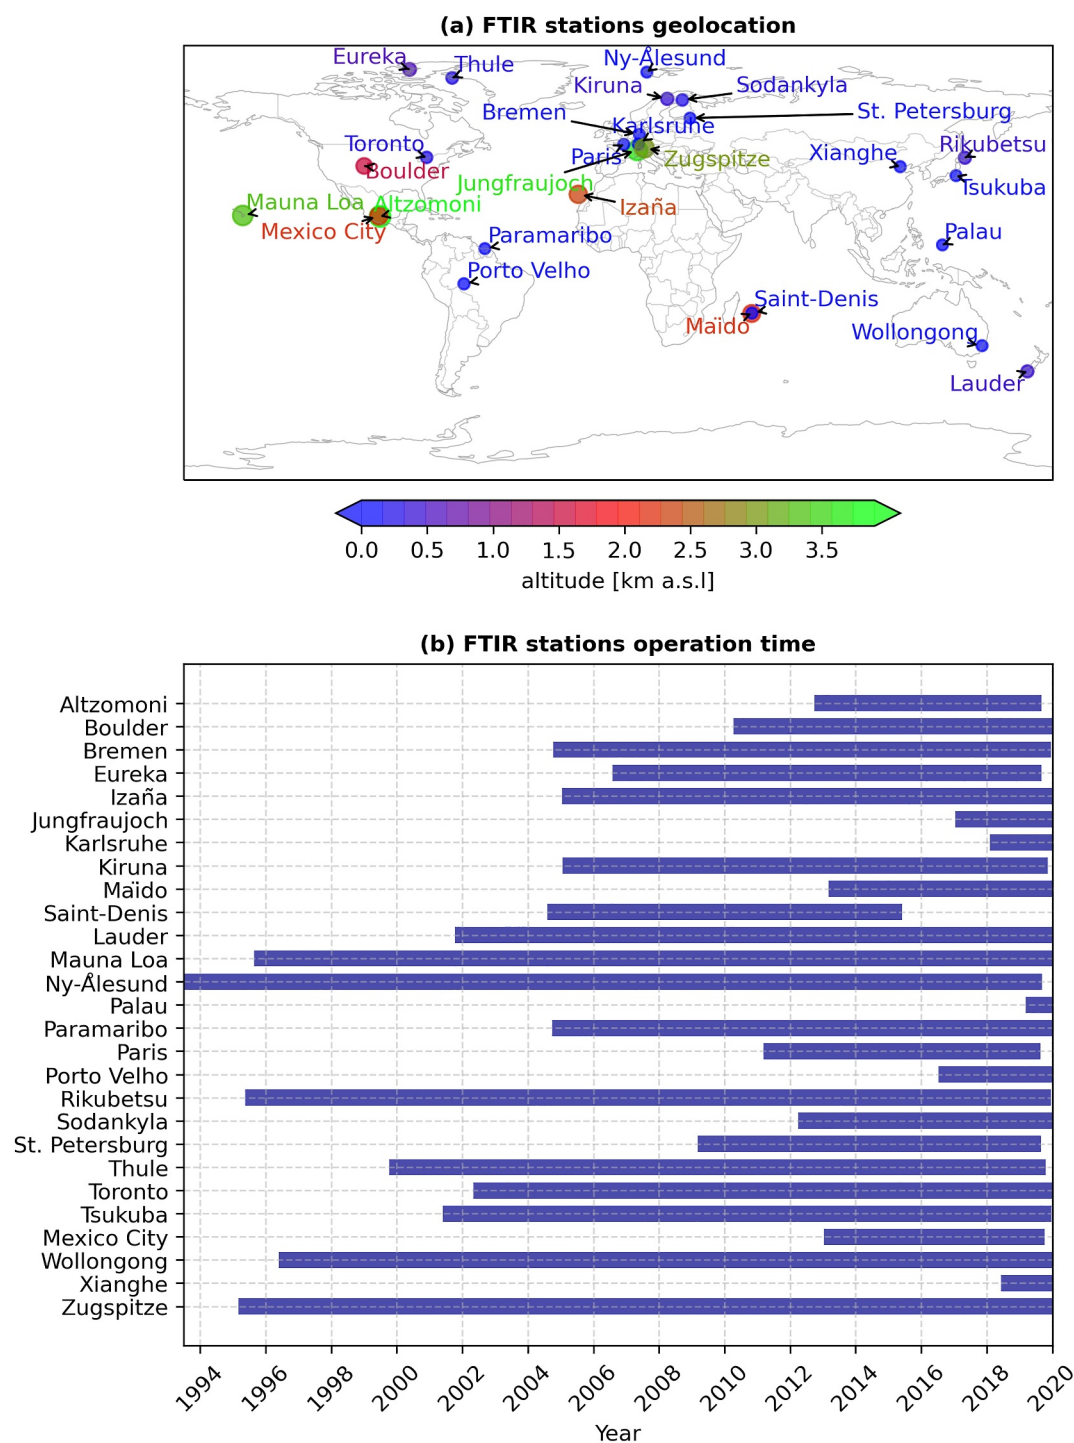 (a) FTIR stations geolocation
Eureka
Thule
Ny-Ålesund
Kiruna
Sodankyla
Bremen
St. Petersburg
Karlsruhe
Toronto
Paris
Zugspitze
Xianghe
Rikubetsu
Boulder
Jungfraujoch
Tsukuba
Mauna Loa
Altzomoni
Izaña
Mexico City
Paramaribo
Palau
Porto Velho
Saint-Denis
Maïdo
Wollongong
Lauder
0.0 0.5 1.0 1.5 2.0 2.5 3.0 3.5
altitude [km a.s.l]
(b) FTIR stations operation time
Altzomoni
Boulder
Bremen
Eureka
Izaña
Jungfraujoch
Karlsruhe
Kiruna
Maïdo
Saint-Denis
Lauder
Mauna Loa
Ny-Ålesund
Palau
Paramaribo
Paris
Porto Velho
Rikubetsu
Sodankyla
St. Petersburg
Thule
Toronto
Tsukuba
Mexico City
Wollongong
Xianghe
Zugspitze
1994 1996 1998 2000 2002 2004 2006 2008 2010 2012 2014 2016 2018 2020
Year